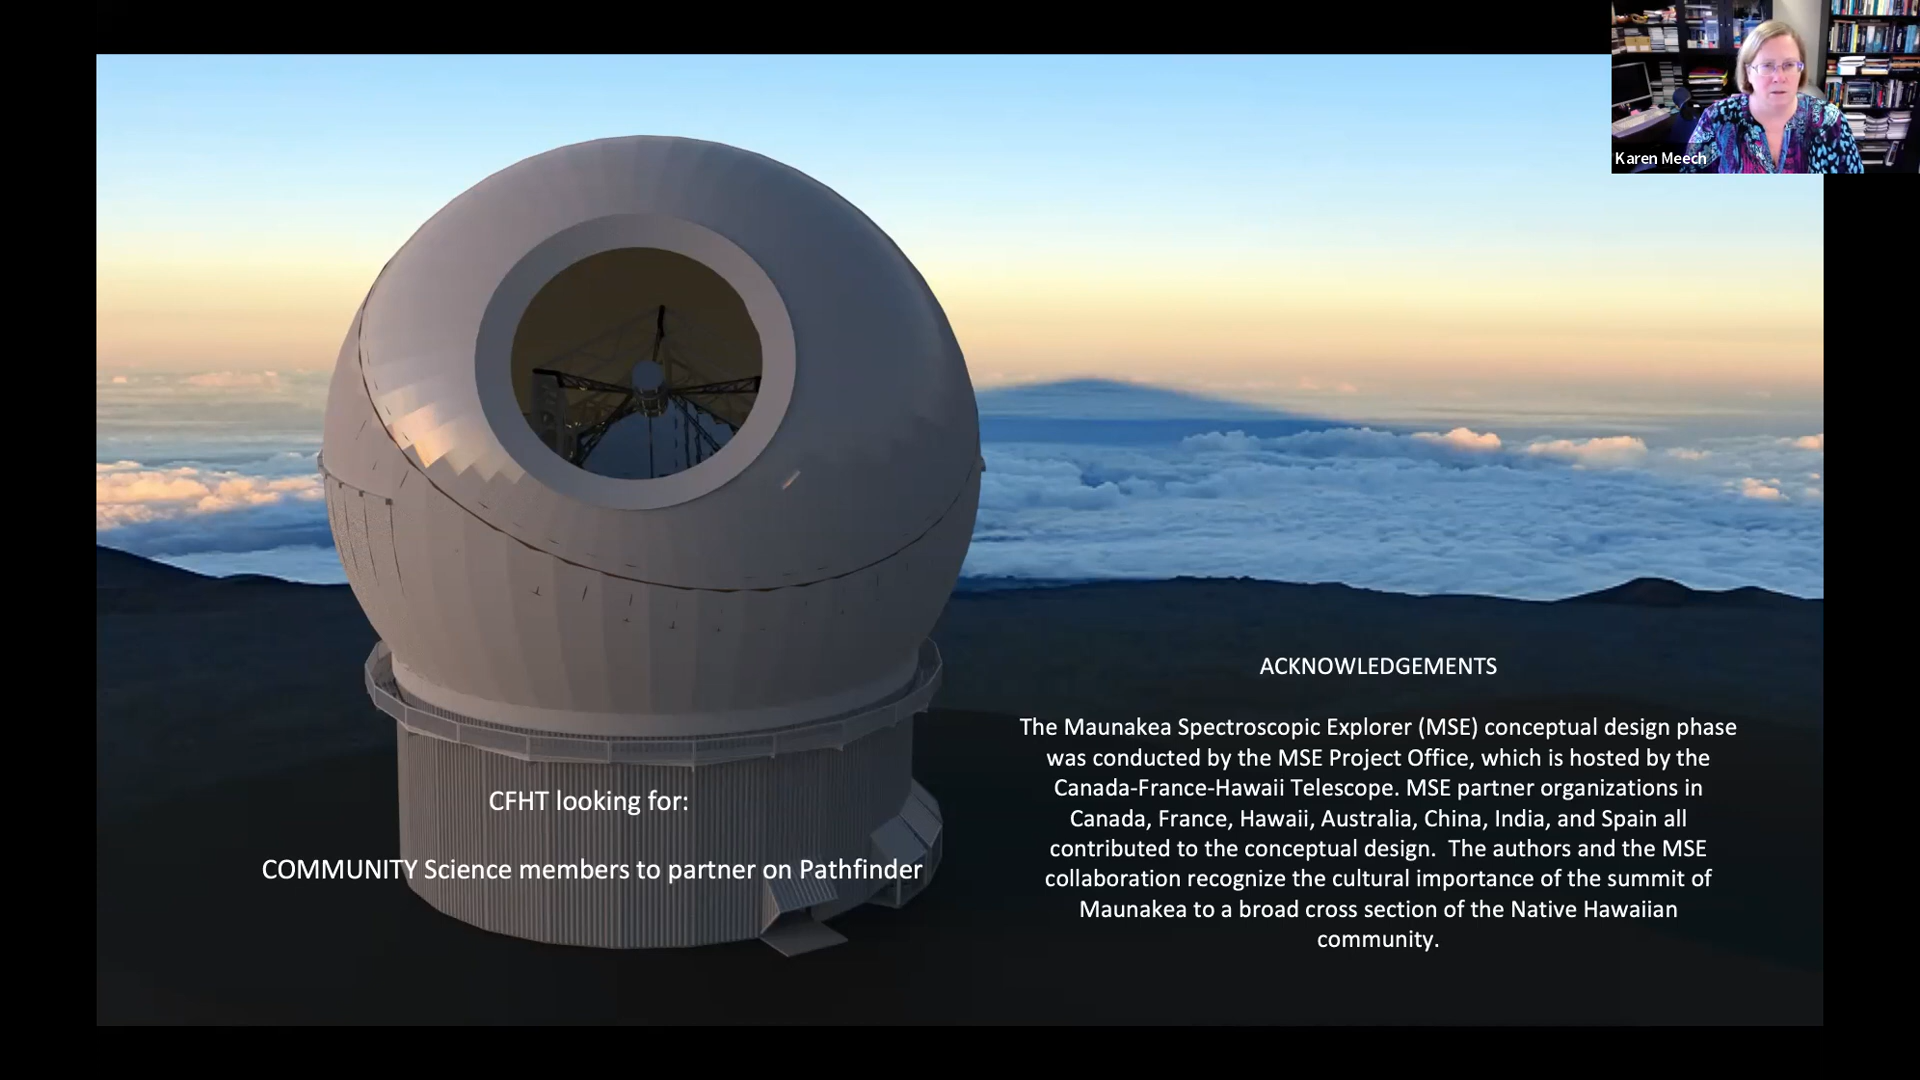 Karen Meech
CFHT looking for:
COMMUNITY Science members to partner on Pathfinder
ACKNOWLEDGEMENTS
The Maunakea Spectroscopic Explorer (MSE) conceptual design phase
was conducted by the MSE Project Office, which is hosted by the
Canada-France-Hawaii Telescope. MSE partner organizations in
Canada, France, Hawaii, Australia, China, India, and Spain all
contributed to the conceptual design.  The authors and the MSE
collaboration recognize the cultural importance of the summit of
Maunakea to a broad cross section of the Native Hawaiian
community.